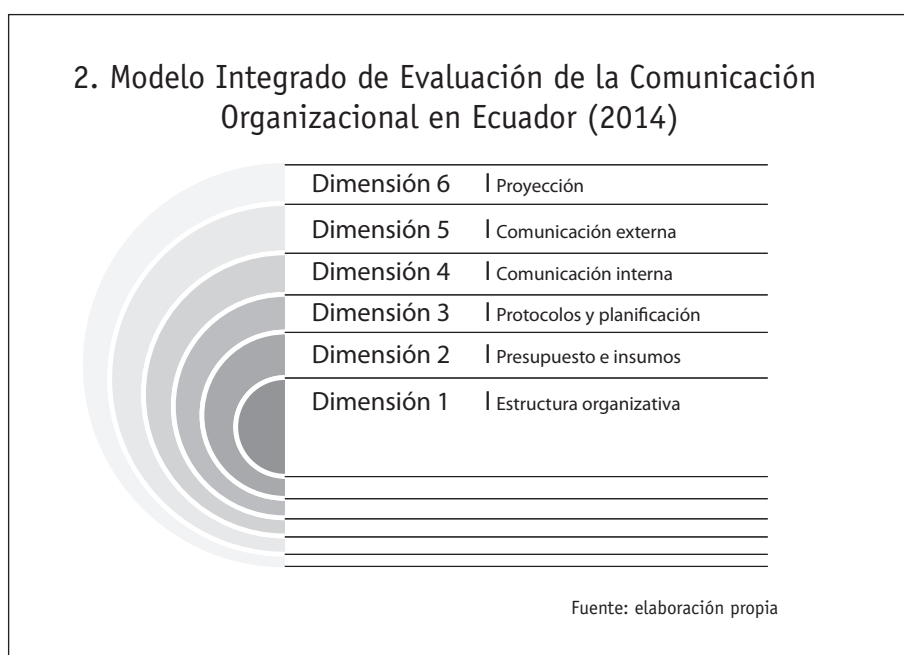 2. Modelo Integrado de Evaluación de la Comunicación
Organizacional en Ecuador (2014)
Dimensión 6 | Proyección
Dimensión 5 | Comunicación externa
Dimensión 4 | Comunicación interna
Dimensión 3 | Protocolos y planificación
Dimensión 2 | Presupuesto e insumos
Dimensión 1 | Estructura organizativa
Fuente: elaboración propia